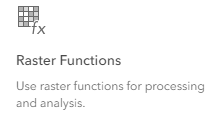 fx
Raster Functions
Use raster functions for processing
and analysis.